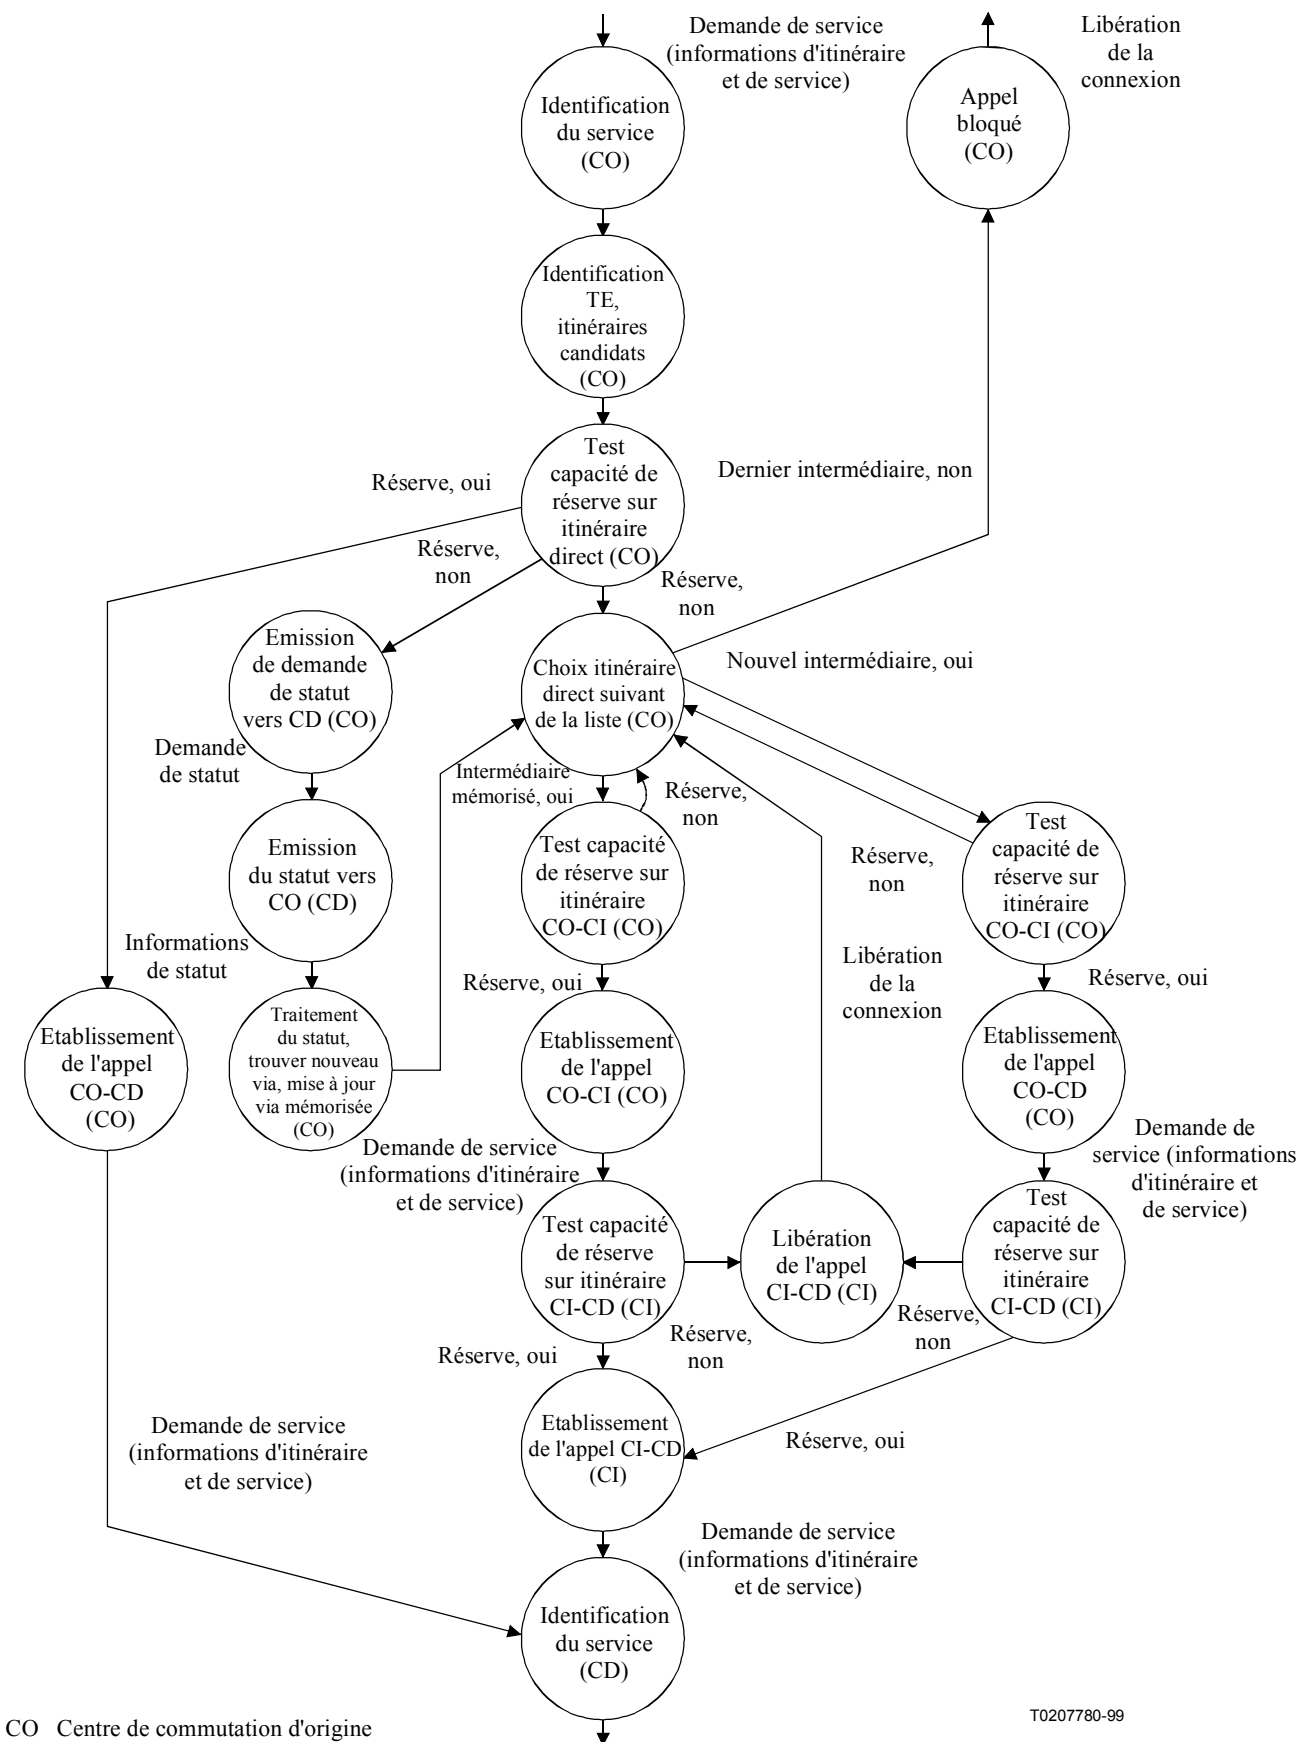 Demande de service
(informations d'itinéraire
et de service)
Libération
de la
connexion
Identification
du service
(CO)
Appel
bloqué
(CO)
Identification
TE,
itinéraires
candidats
(CO)
Test
capacité de
réserve sur
itinéraire
direct (CO)
Réserve, oui
Dernier intermédiaire, non
Réserve,
non
Réserve,
non
Emission
de demande
de statut
vers CD (CO)
Choix itinéraire
direct suivant
de la liste (CO)
Nouvel intermédiaire, oui
Demande
de statut
Intermédiaire
mémorisé, oui
Réserve,
non
Emission
du statut vers
CO (CD)
Test capacité
de réserve sur
itinéraire
CO-CI (CO)
Réserve,
non
Test
capacité de
réserve sur
itinéraire
CO-CI (CO)
Informations
de statut
Réserve, oui
Libération
de la
connexion
Réserve, oui
Etablissement
de l'appel
CO-CD
(CO)
Traitement
du statut,
trouver nouveau
via, mise à jour
via mémorisée
(CO)
Etablissement
de l'appel
CO-CI (CO)
Etablissement
de l'appel
CO-CD
(CO)
Demande de service
(informations d'itinéraire
et de service)
Demande de
service (informations
d'itinéraire et
de service)
Test capacité
de réserve
sur itinéraire
CI-CD (CI)
Libération
de l'appel
CI-CD (CI)
Test
capacité de
réserve sur
itinéraire
CI-CD (CI)
Réserve, oui
Réserve,
non
Réserve,
non
Etablissement
de l'appel CI-CD
(CI)
Réserve, oui
Demande de service
(informations d'itinéraire
et de service)
Demande de service
(informations d'itinéraire
et de service)
Identification
du service
(CD)
CO Centre de commutation d'origine
T0207780-99